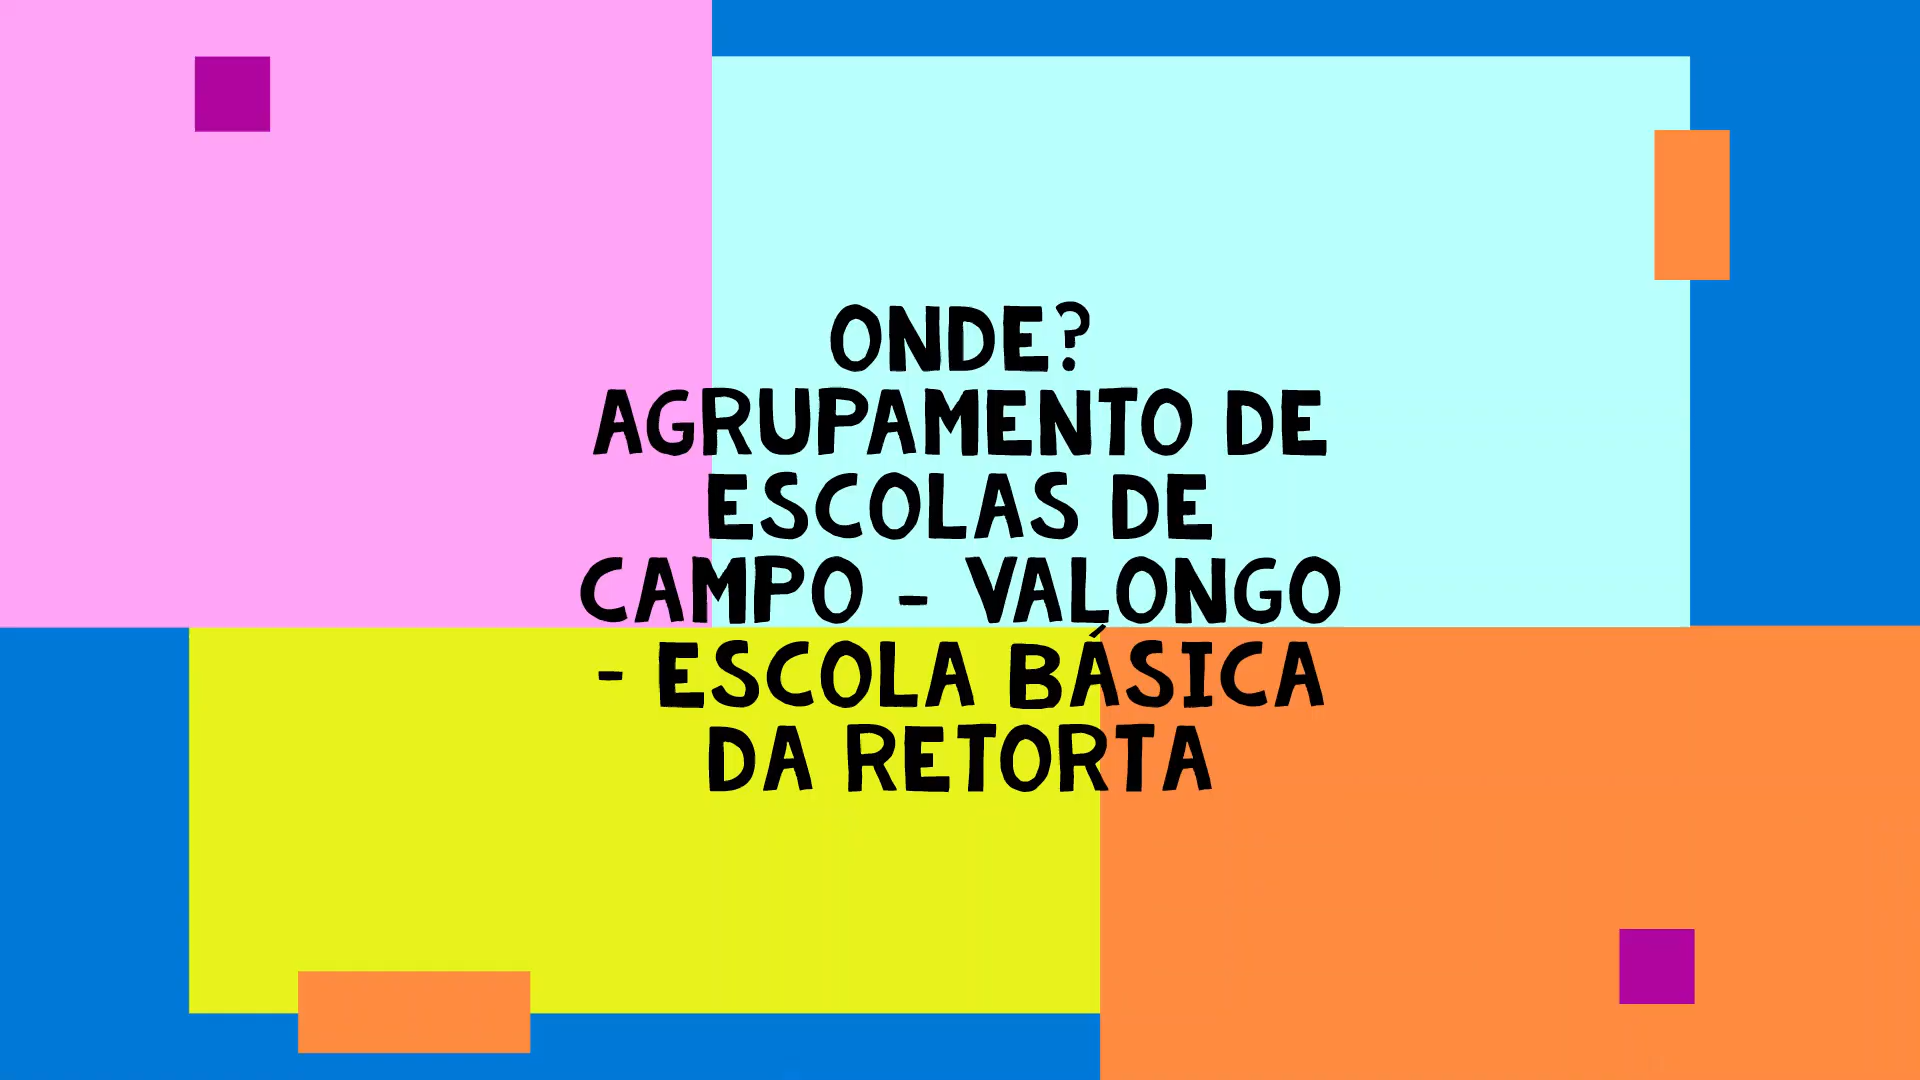 ONDE?
AGRUPAMENTO DE
ESCOLAS DE
CAMPO - VALONGO
- ESCOLA BÁSICA
DA RETORTA